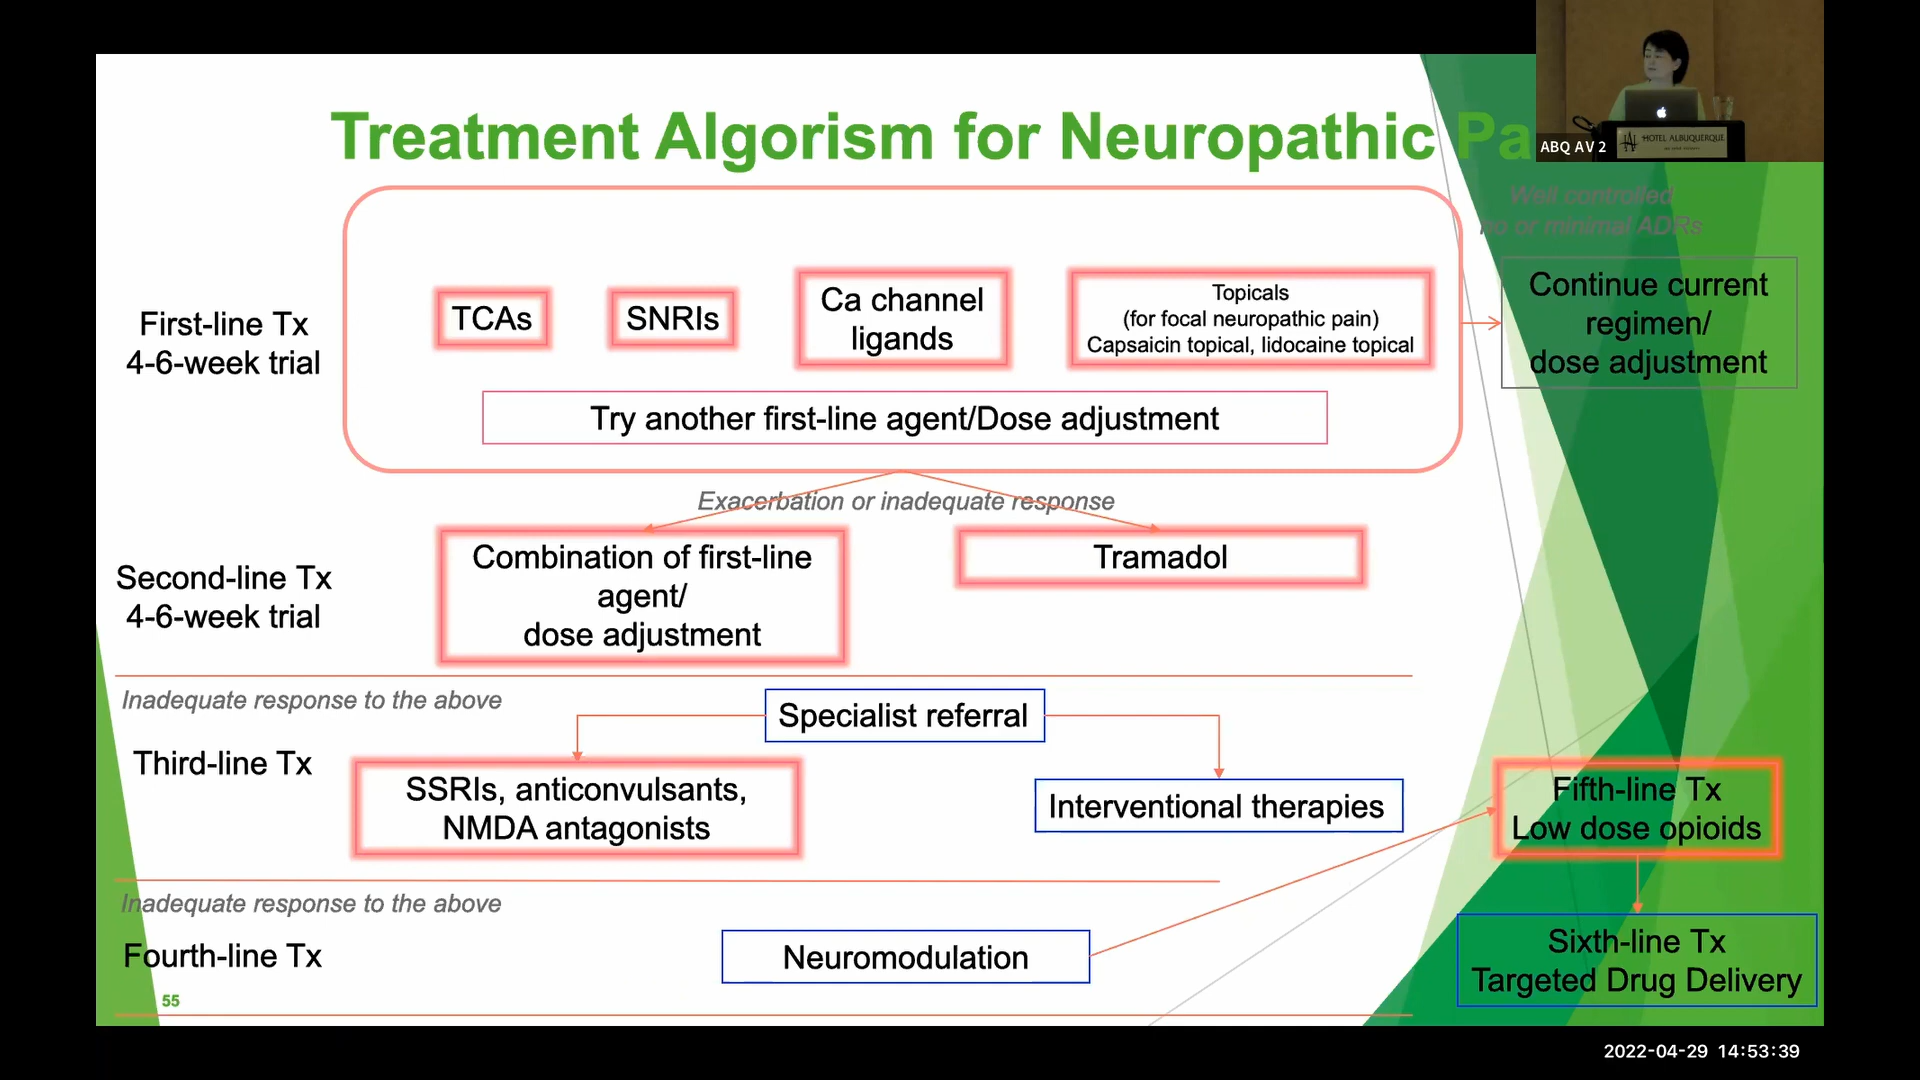 Treatment Algorism for Neuropathic Pa
ABQ AV 2
HOTEL ALBUQUERQUE
Well controlled
no or minimal ADRs
First-line Tx
4-6-week trial
TCAs
SNRIs
Ca channel
ligands
Topicals
(for focal neuropathic pain)
Capsaicin topical, lidocaine topical
Continue current
regimen/
dose adjustment
Try another first-line agent/Dose adjustment
Exacerbation or inadequate response
Second-line Tx
4-6-week trial
Combination of first-line
agent/
dose adjustment
Tramadol
Inadequate response to the above
Specialist referral
Third-line Tx
SSRIs, anticonvulsants,
NMDA antagonists
Interventional therapies
Fifth-line Tx
Low dose opioids
Inadequate response to the above
Fourth-line Tx
Neuromodulation
Sixth-line Tx
Targeted Drug Delivery
55
2022-04-29 14:53:39